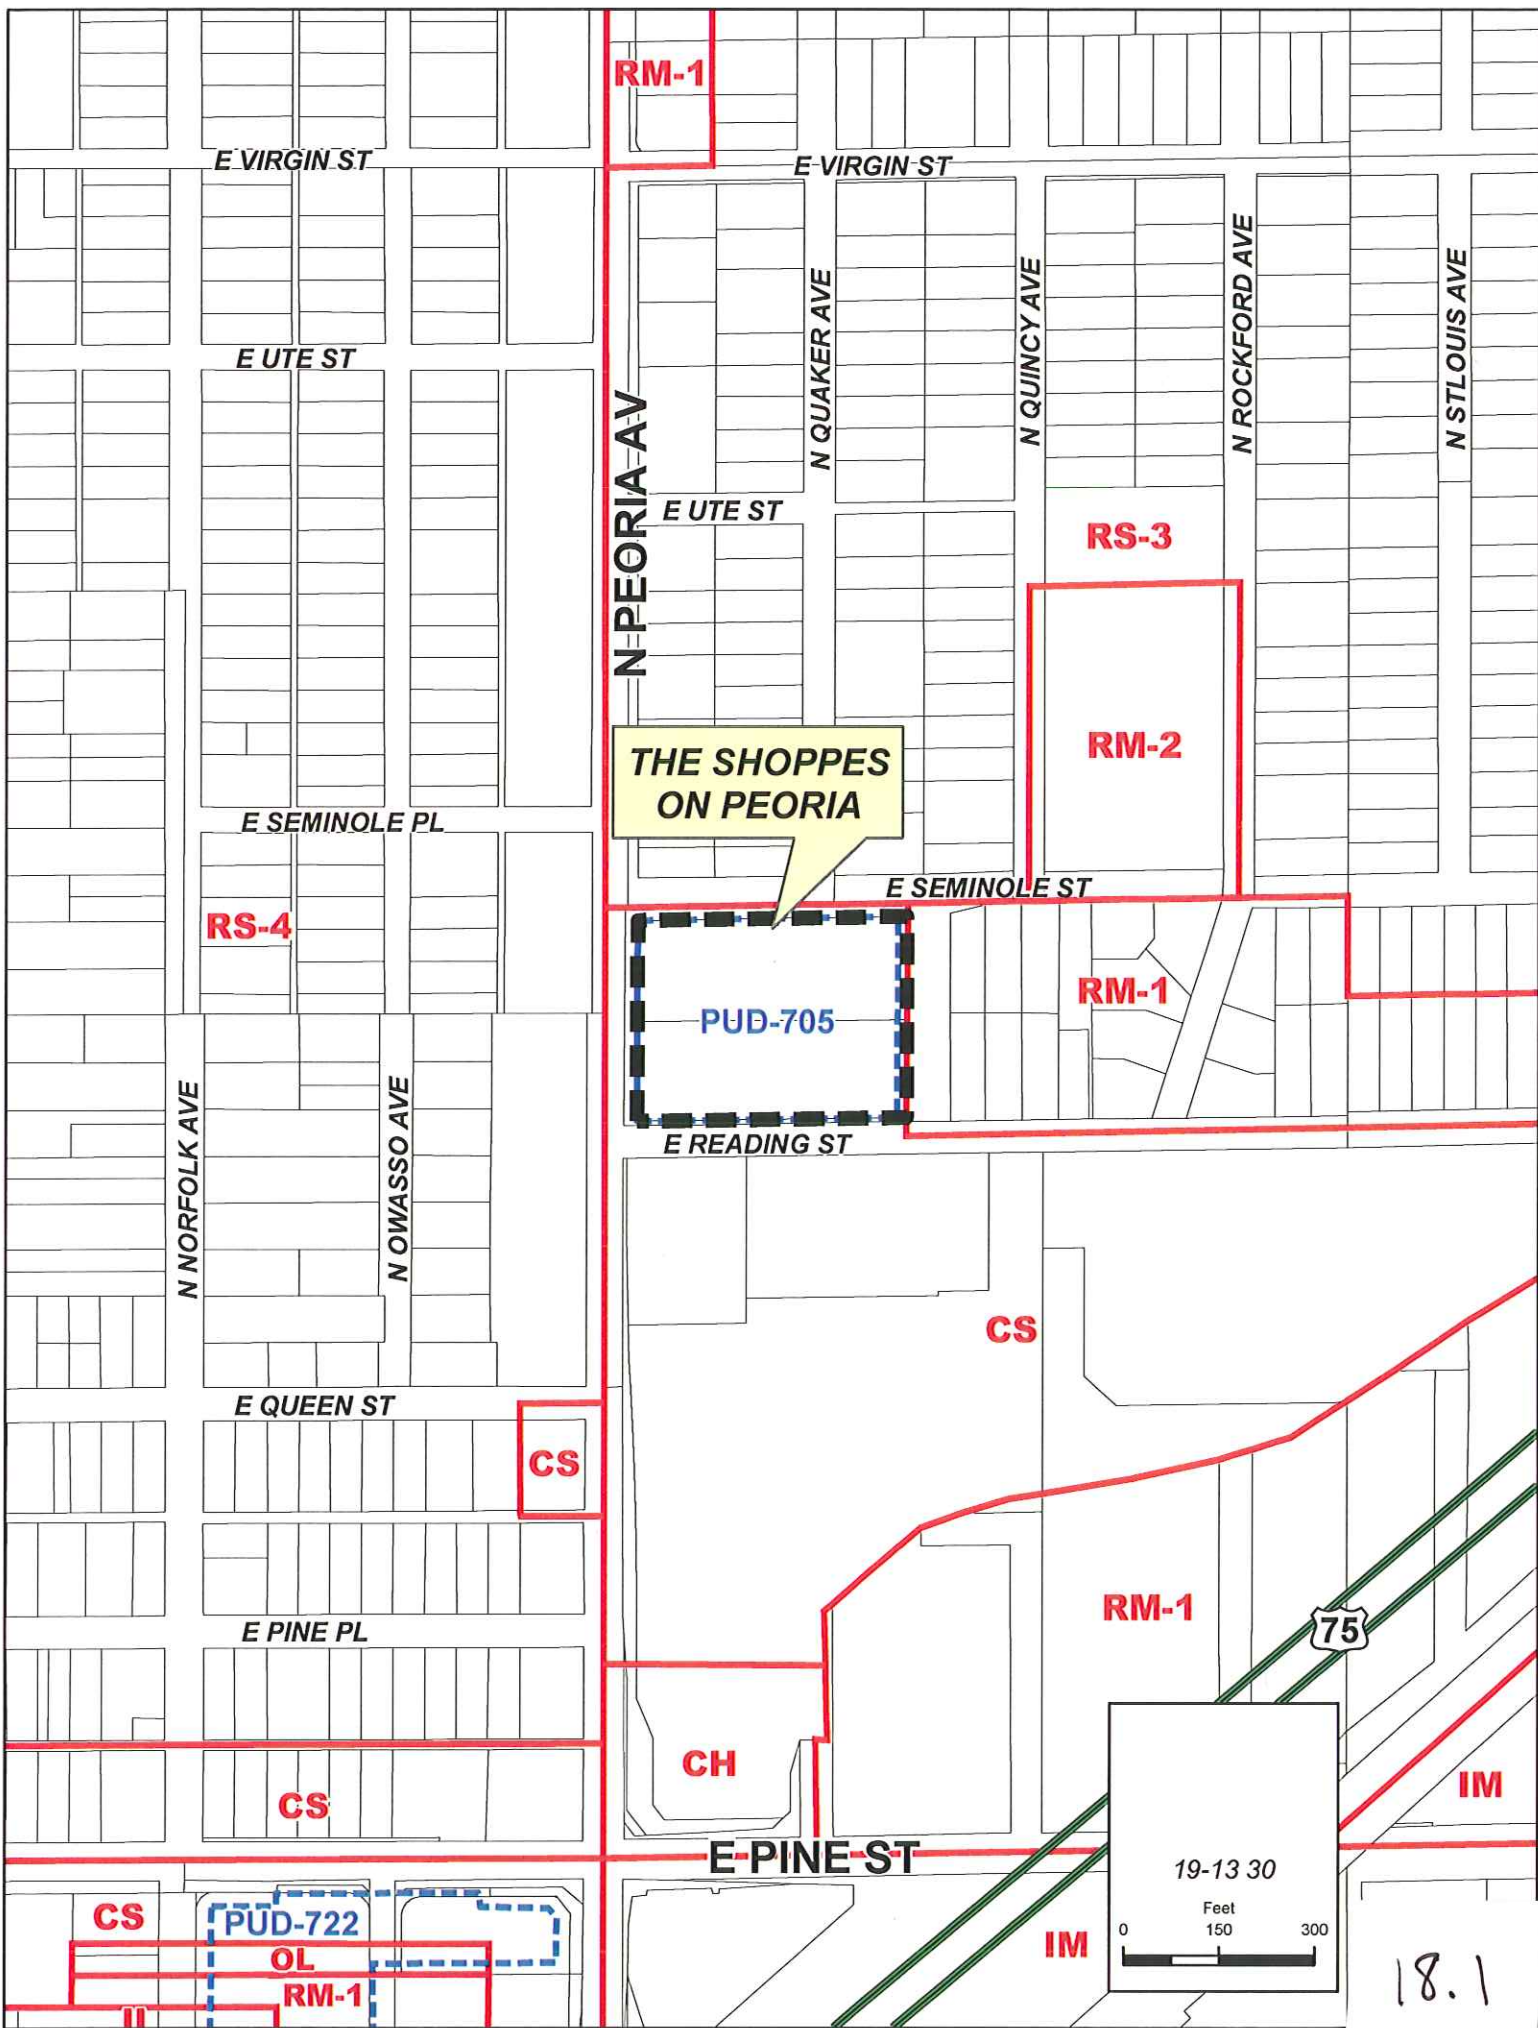 RM-1
E VIRGIN ST
E VIRGIN ST
N QUAKER AVE
N QUINCY AVE
N ROCKFORD AVE
N STLOUIS AVE
E UTE ST
N PEORIA AV
E UTE ST
RS-3
RM-2
THE SHOPPES
ON PEORIA
E SEMINOLE PL
E SEMINOLE ST
RS-4
RM-1
PUD-705
E READING ST
N NORFOLK AVE
N OWASSO AVE
CS
E QUEEN ST
CS
RM-1
75
E PINE PL
CH
IM
CS
E PINE ST
19-13 30
Feet
0 150 300
CS
PUD-722
OL
RM-1
IM
18.1